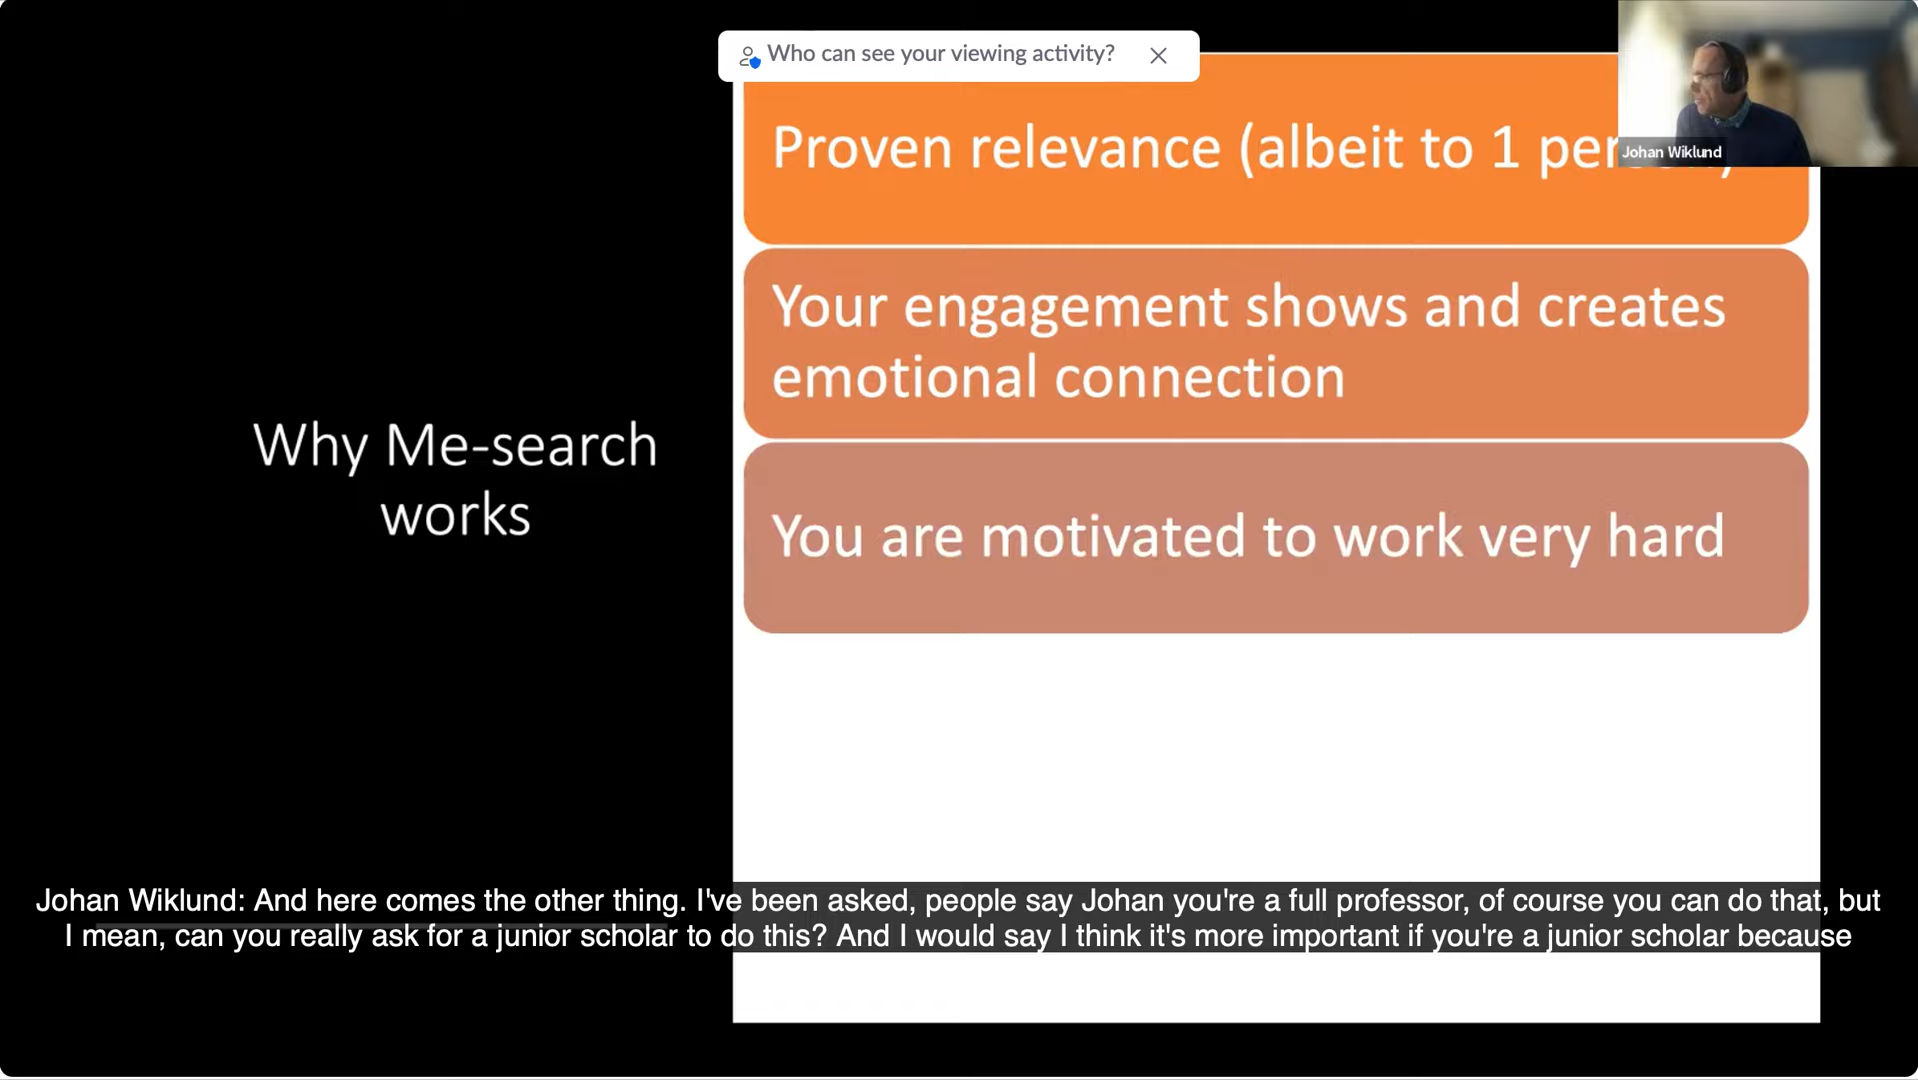 Who can see your viewing activity?
Proven relevance (albeit to 1
Johan Wiklund
Your engagement shows and creates
emotional connection
Why Me-search
works
You are motivated to work very hard
Johan Wiklund: And here comes the other thing. I've been asked, people say Johan you're a full professor, of course you can do that, but
I mean, can you really ask for a junior scholar to do this? And I would say I think it's more important if you're a junior scholar because